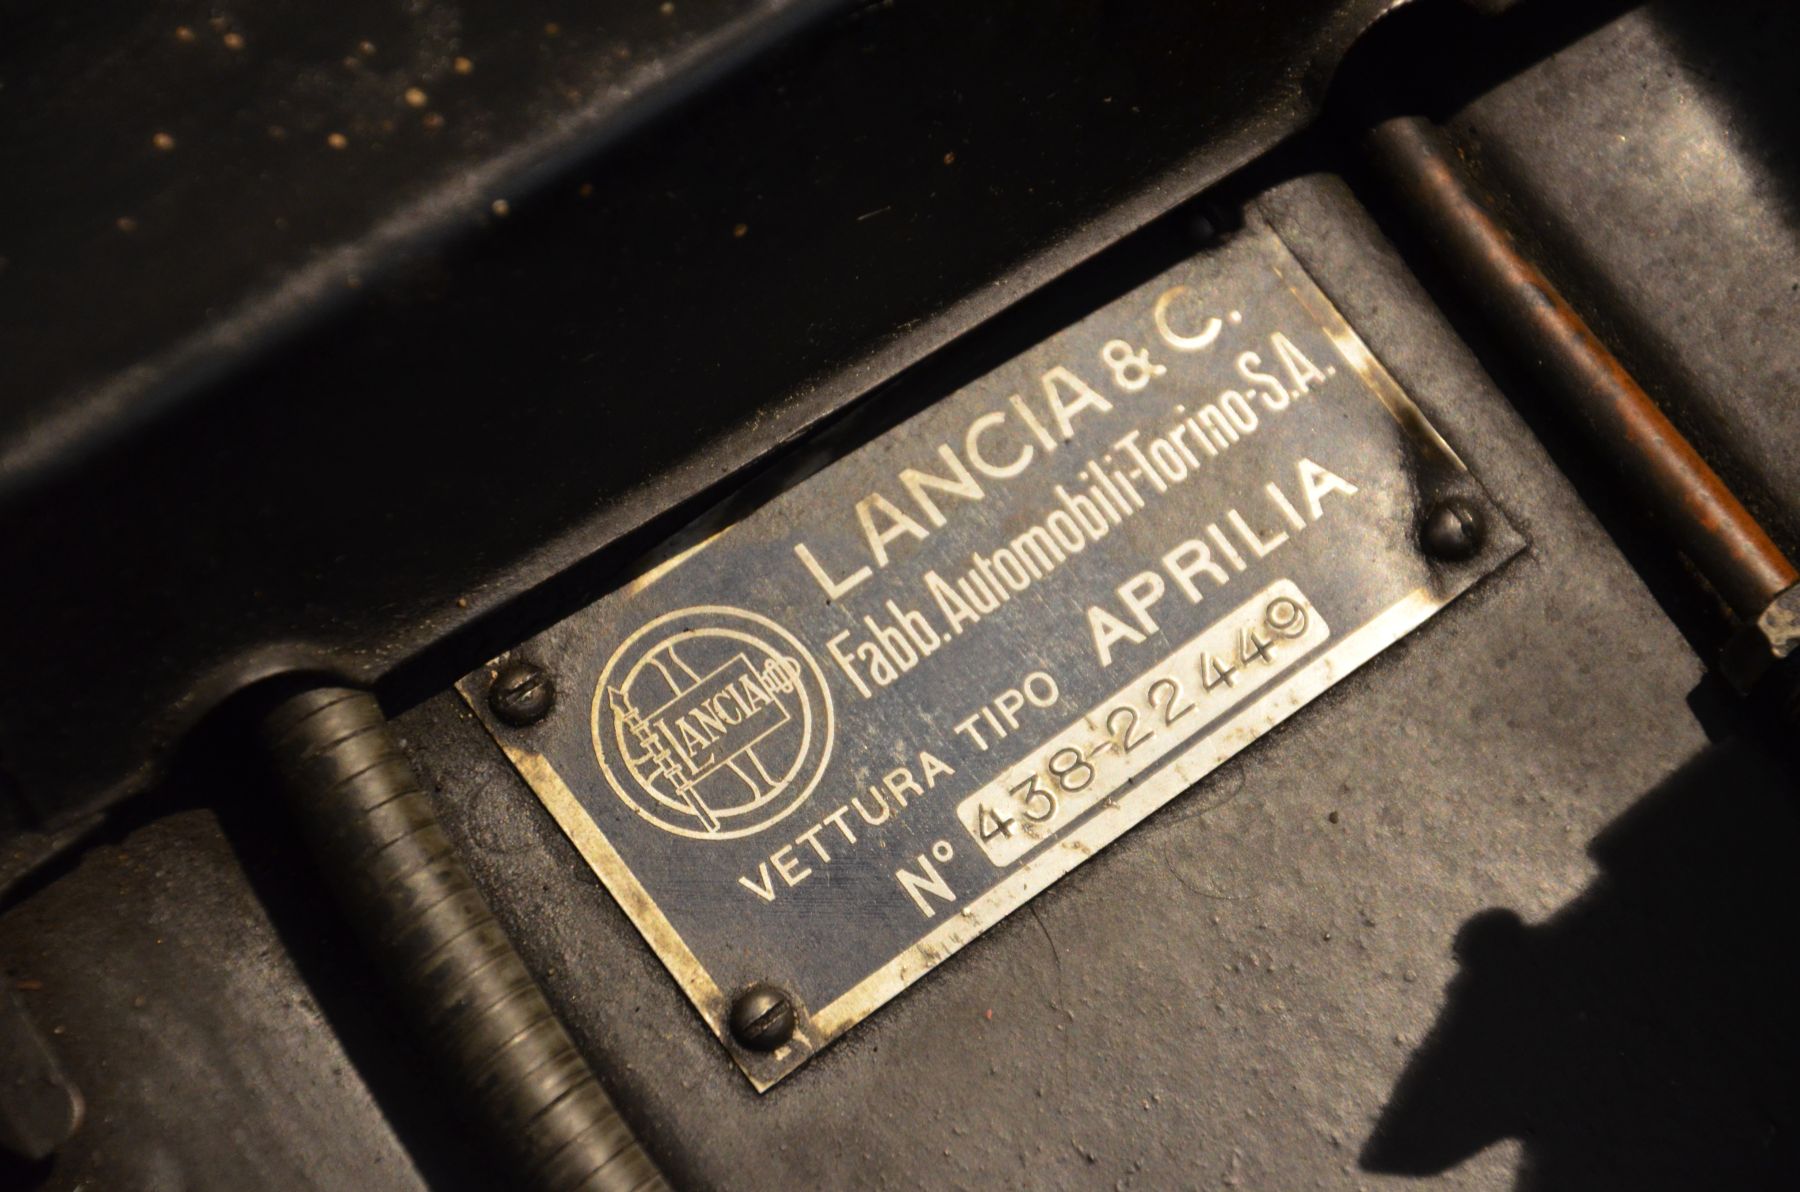 LANCIA & C.
Fabb. Automobili-Torino-S.A.
LANCIA
VETTURA TIPO APRILIA
N° 438-22449